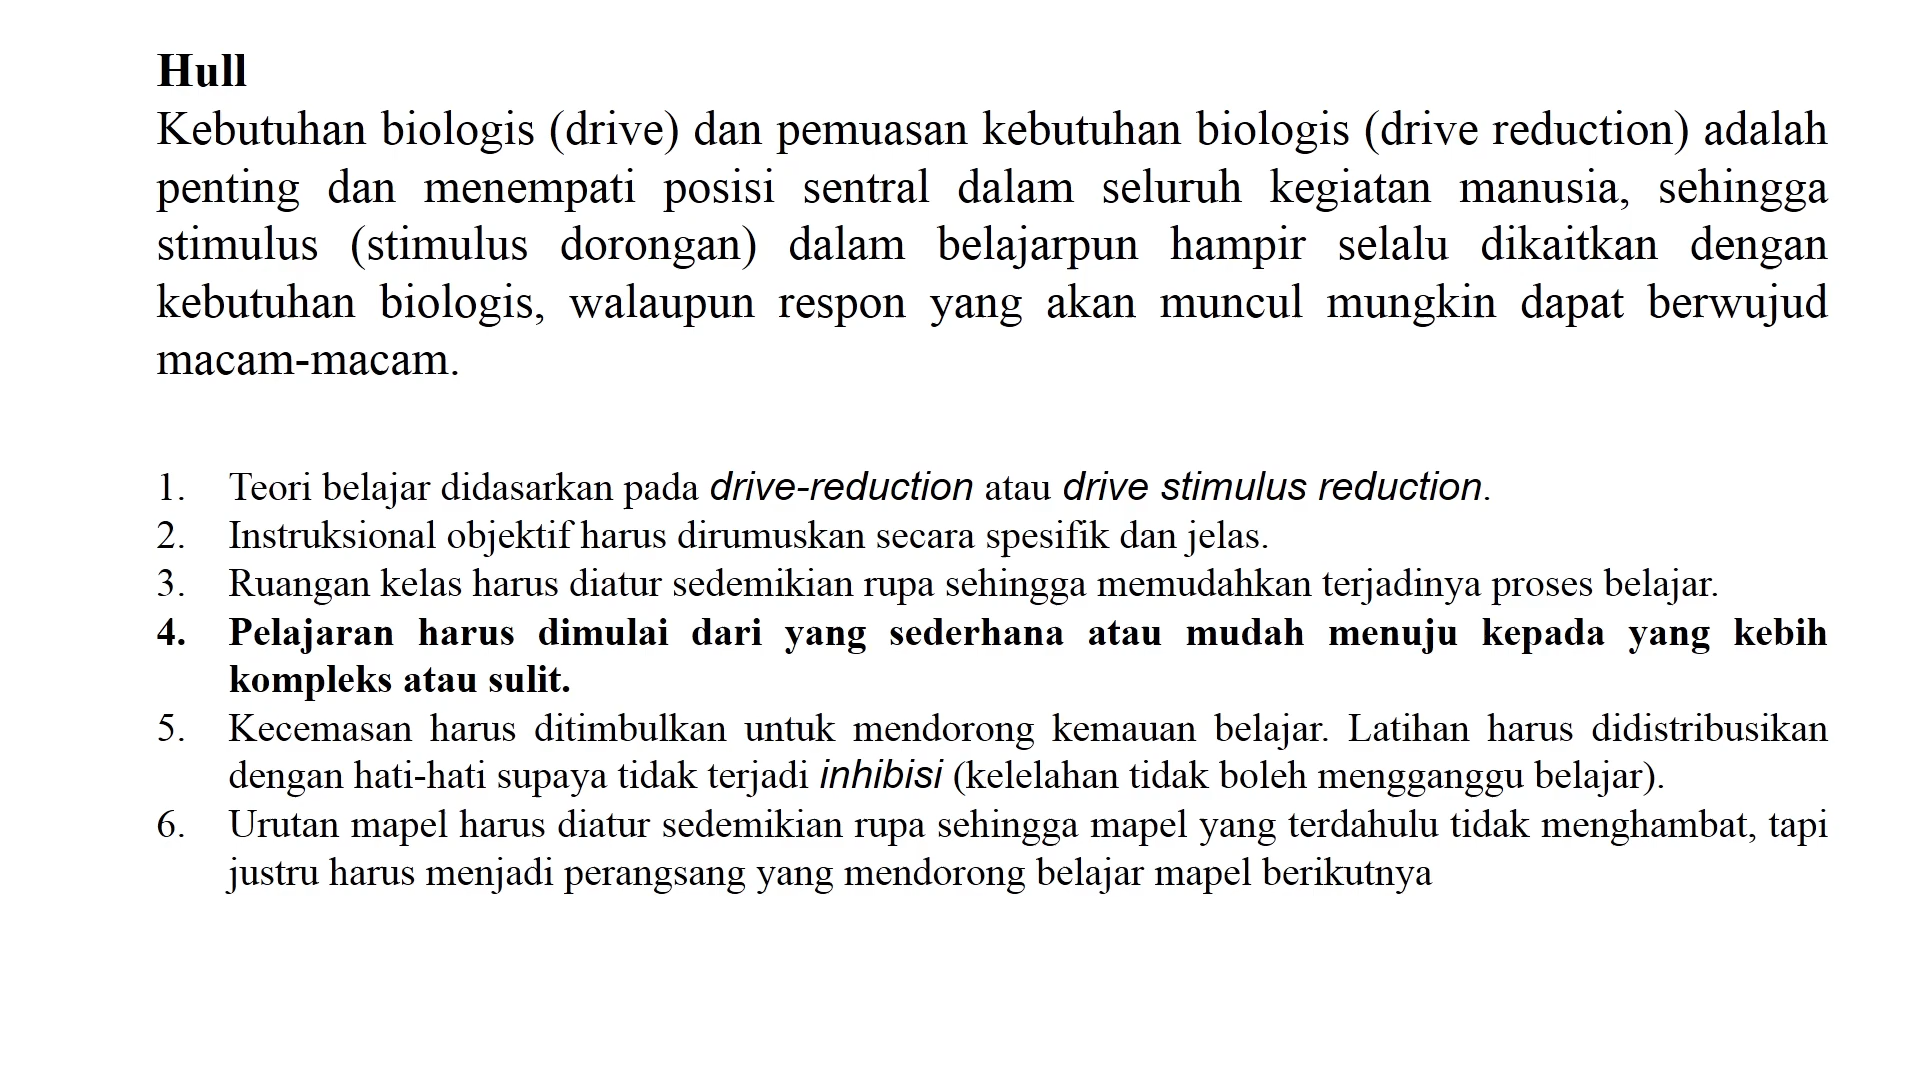 Hull
Kebutuhan biologis (drive) dan pemuasan kebutuhan biologis (drive reduction) adalah
penting dan menempati posisi sentral dalam seluruh kegiatan manusia, sehingga
stimulus (stimulus dorongan) dalam belajarpun hampir selalu dikaitkan dengan
kebutuhan biologis, walaupun respon yang akan muncul mungkin dapat berwujud
macam-macam.
1. Teori belajar didasarkan pada drive-reduction atau drive stimulus reduction.
2. Instruksional objektif harus dirumuskan secara spesifik dan jelas.
3. Ruangan kelas harus diatur sedemikian rupa sehingga memudahkan terjadinya proses belajar.
4. Pelajaran harus dimulai dari yang sederhana atau mudah menuju kepada yang kebih
kompleks atau sulit.
5. Kecemasan harus ditimbulkan untuk mendorong kemauan belajar. Latihan harus didistribusikan
dengan hati-hati supaya tidak terjadi inhibisi (kelelahan tidak boleh mengganggu belajar).
6. Urutan mapel harus diatur sedemikian rupa sehingga mapel yang terdahulu tidak menghambat, tapi
justru harus menjadi perangsang yang mendorong belajar mapel berikutnya